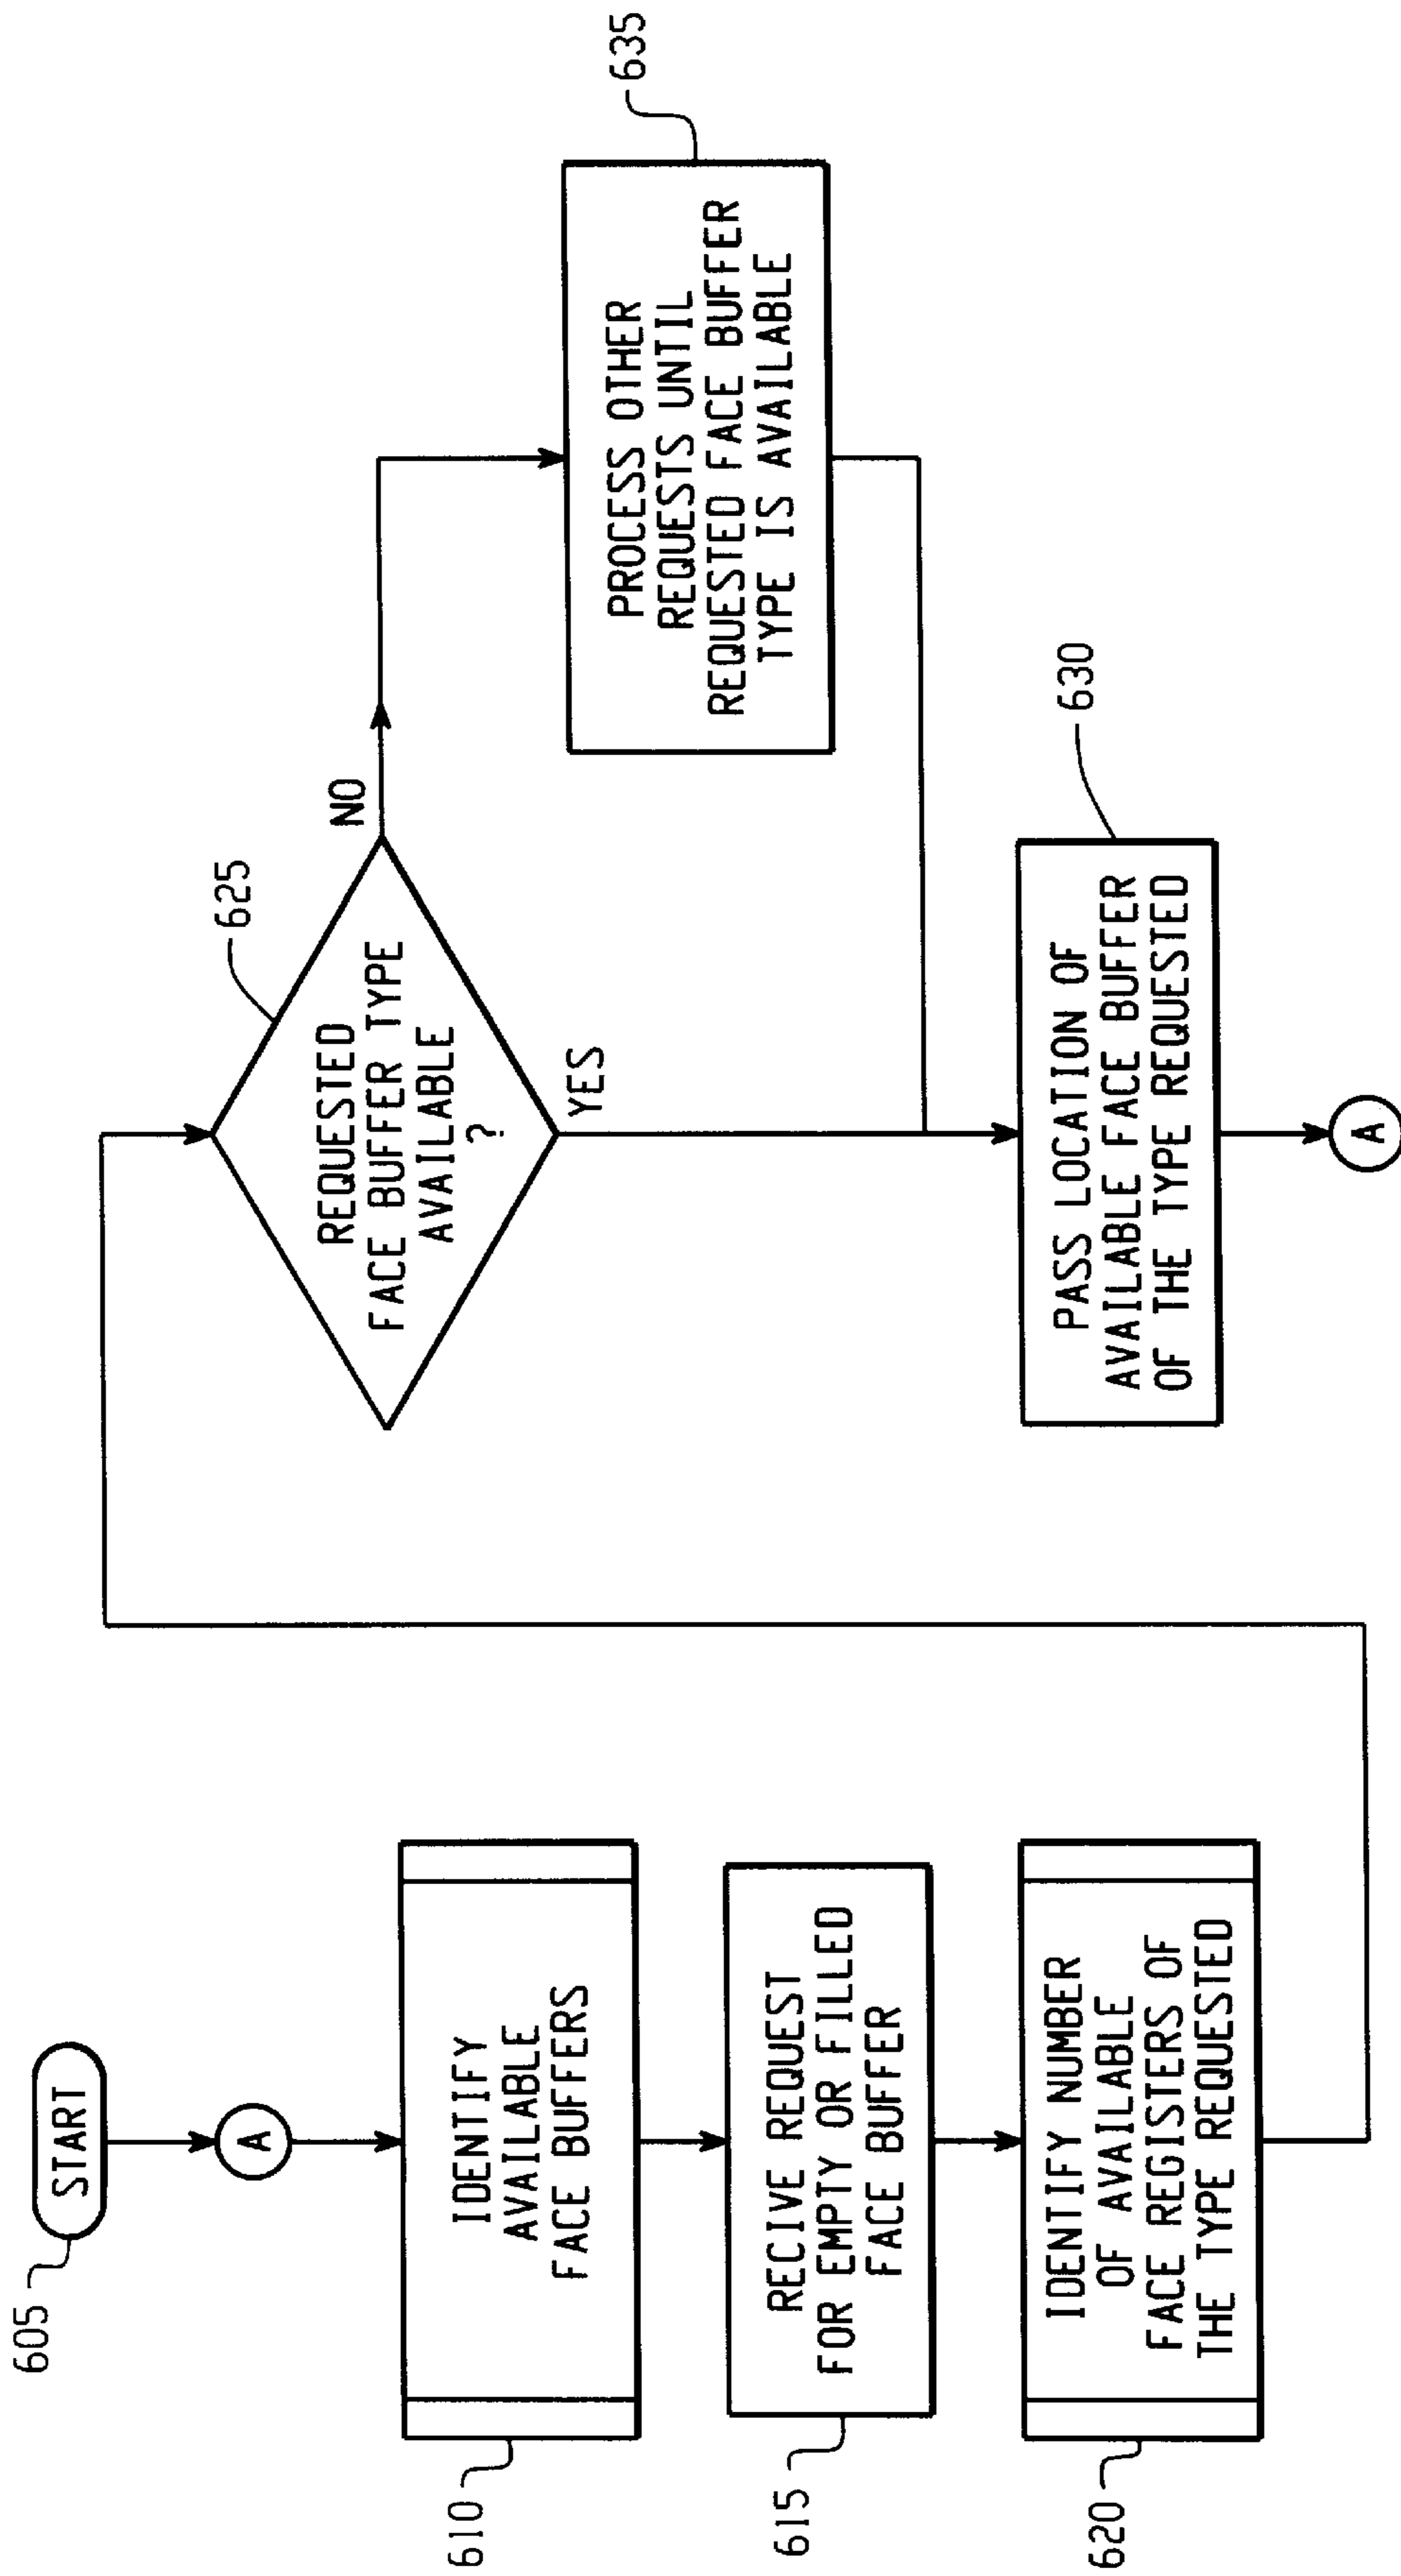 605
START
A
610
IDENTIFY
AVAILABLE
FACE BUFFERS
615
RECIVE REQUEST
FOR EMPTY OR FILLED
FACE BUFFER
620
IDENTIFY NUMBER
OF AVAILABLE
FACE REGISTERS OF
THE TYPE REQUESTED
625
REQUESTED
FACE BUFFER TYPE
AVAILABLE
?
NO
YES
635
PROCESS OTHER
REQUESTS UNTIL
REQUESTED FACE BUFFER
TYPE IS AVAILABLE
630
PASS LOCATION OF
AVAILABLE FACE BUFFER
OF THE TYPE REQUESTED
A